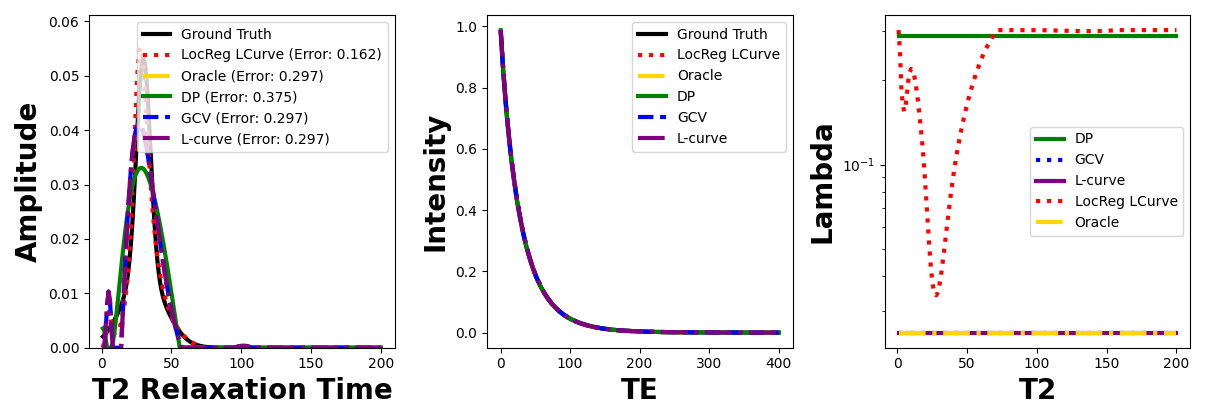 0.06
0.05
0.04
0.03
0.02
0.01
0.00
Amplitude
0
50
100
150
200
T2 Relaxation Time
Ground Truth
LocReg LCurve (Error: 0.162)
Oracle (Error: 0.297)
DP (Error: 0.375)
GCV (Error: 0.297)
L-curve (Error: 0.297)
1.0
0.8
0.6
0.4
0.2
0.0
Intensity
0
100
200
300
400
TE
Ground Truth
LocReg LCurve
Oracle
DP
GCV
L-curve
10⁻¹
Lambda
0
50
100
150
200
T2
DP
GCV
L-curve
LocReg LCurve
Oracle